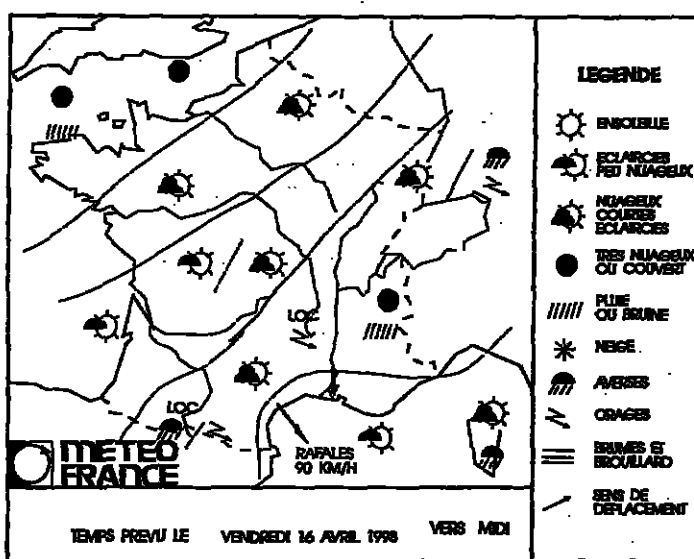 LEGENDE
ENSOLEILLE
ECLAIRCIES
PEU NUAGEUX
NUAGEUX
COURTES
ECLAIRCIES
TRES NUAGEUX
OU COUVERT
PLUIE
OU BRUINE
NEIGE
AVERSES
ORAGES
BRUMES ET
BROUILLARD
SENS DE
DEPLACEMENT
LOC
LOC
RAFALES
90 KM/H
METEO
FRANCE
TEMPS PREVU LE VENDREDI 16 AVRIL 1998 VERS MIDI